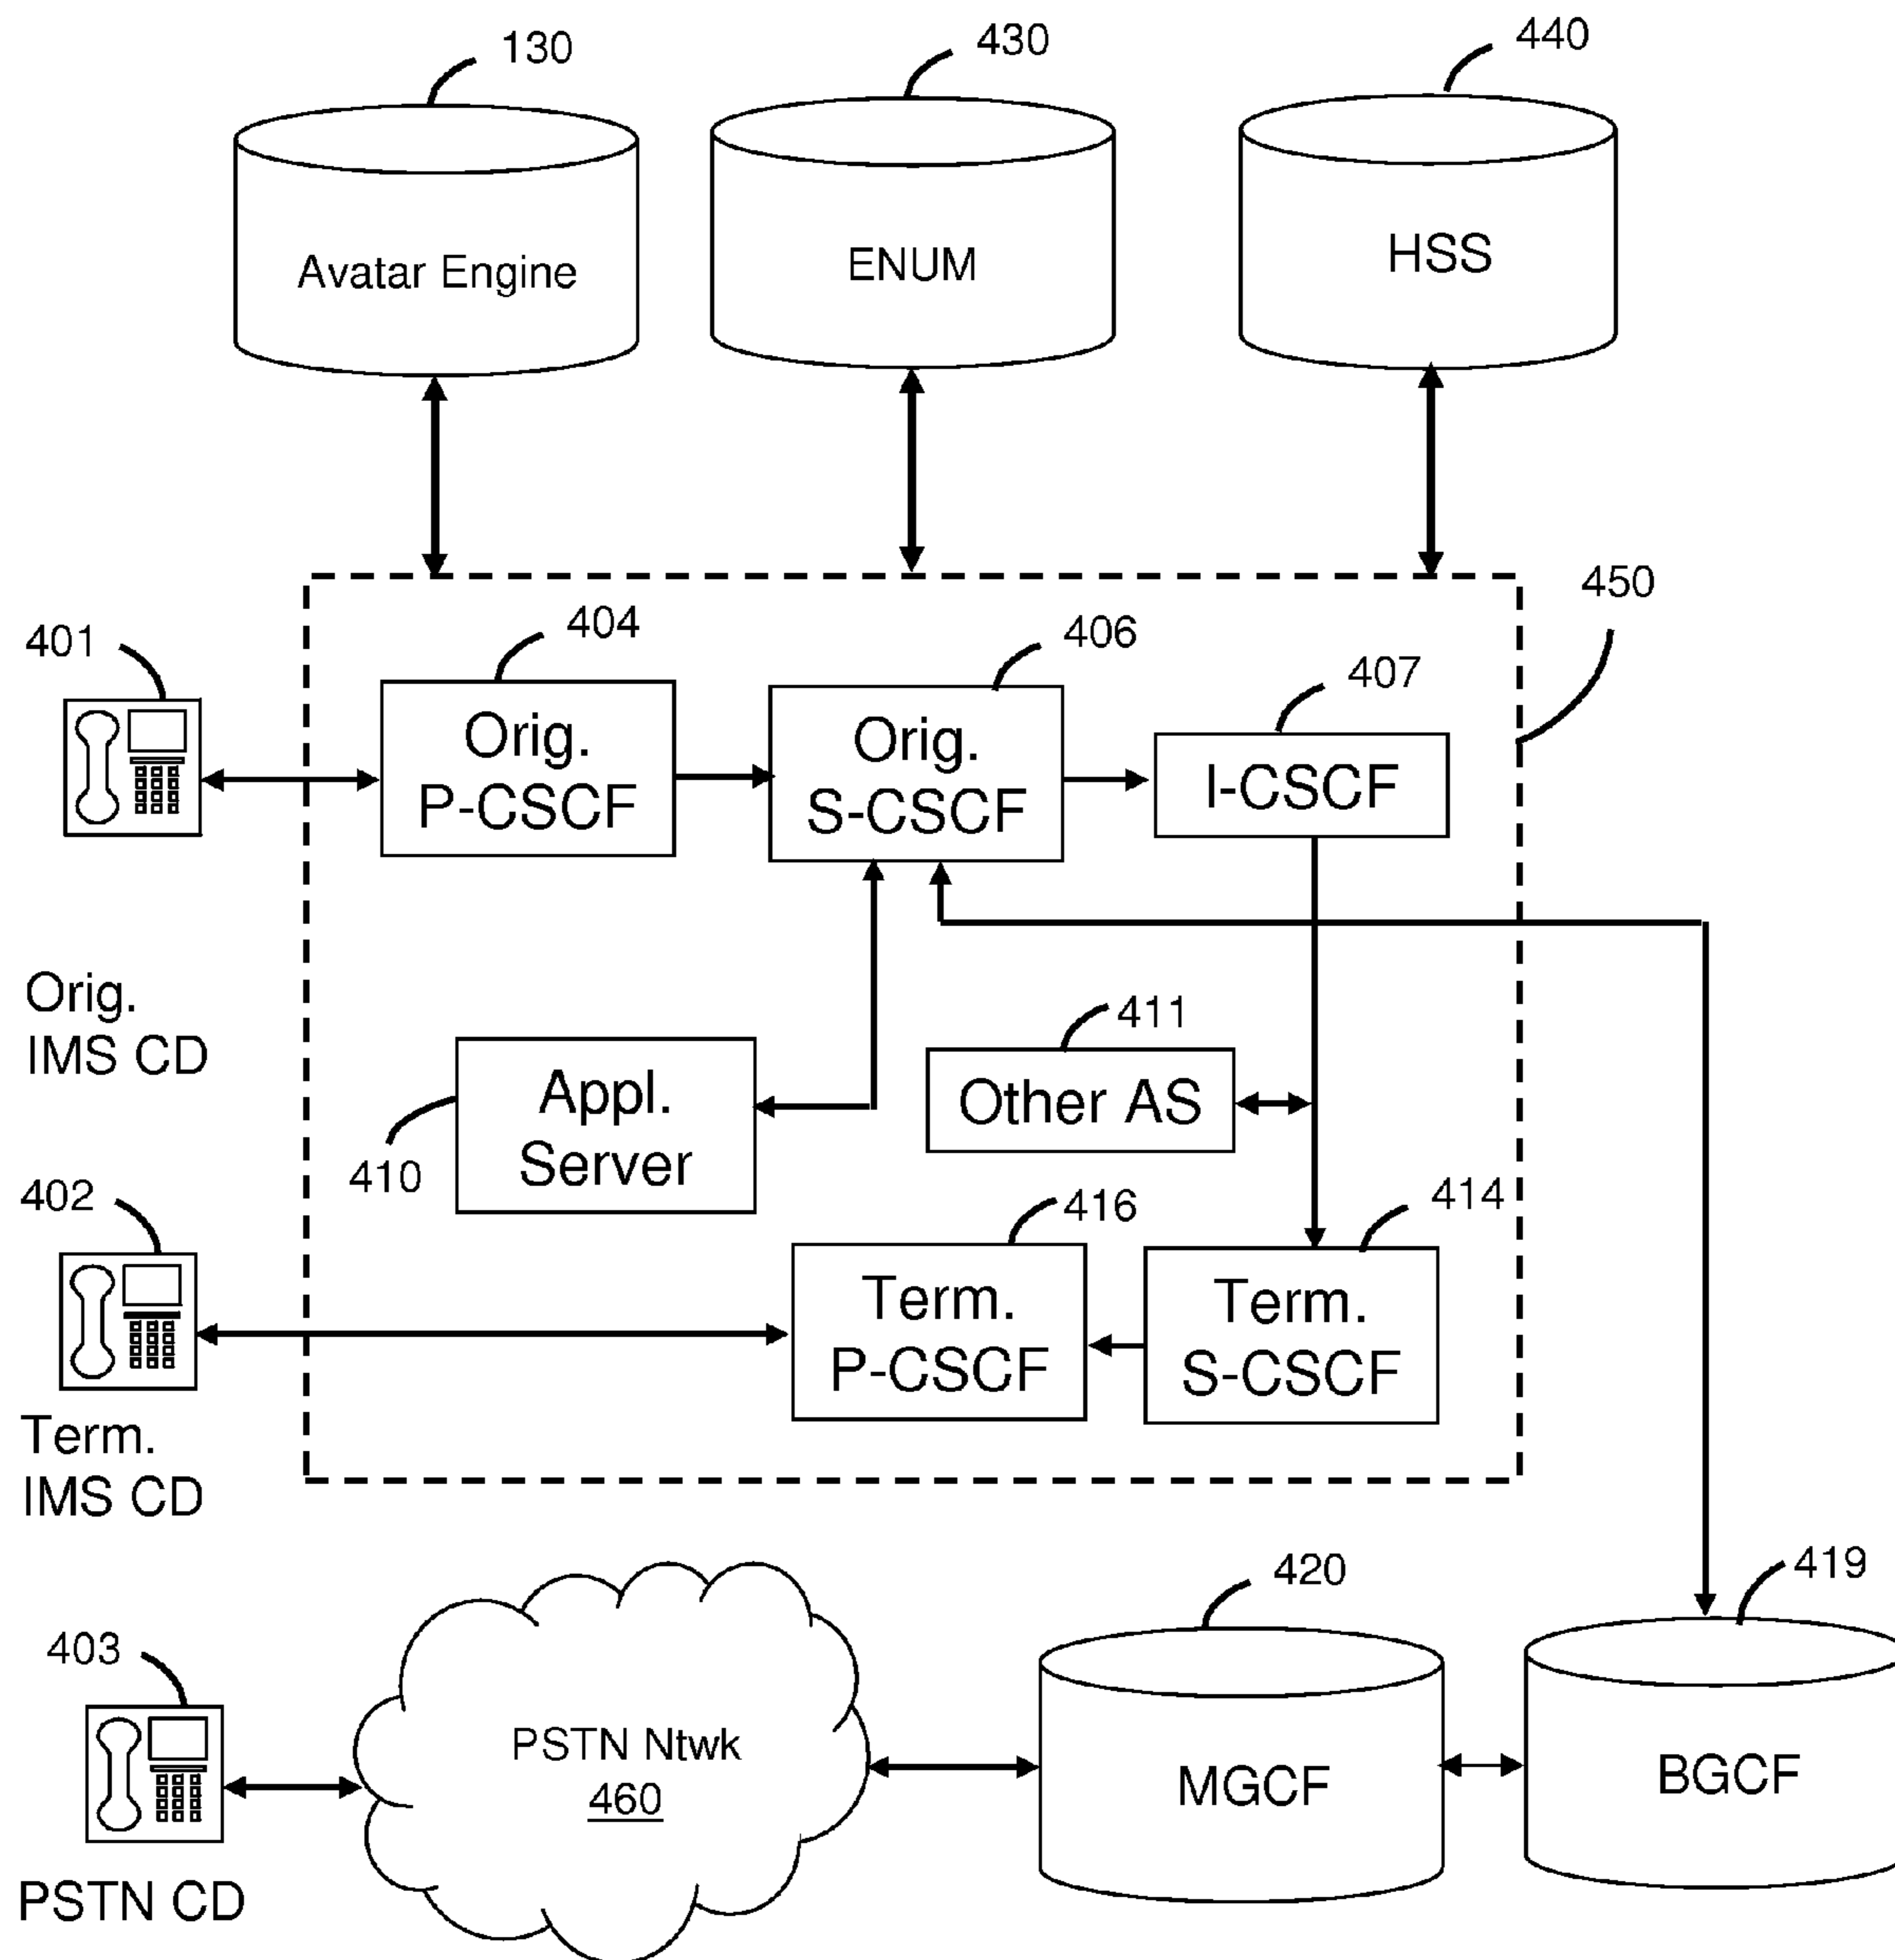 130
430
440
Avatar Engine
ENUM
HSS
450
401
404
406
407
Orig.
P-CSCF
Orig.
S-CSCF
I-CSCF
Orig.
IMS CD
411
Appl.
Server
Other AS
410
402
416
414
Term.
P-CSCF
Term.
S-CSCF
Term.
IMS CD
420
419
403
PSTN Ntwk
460
MGCF
BGCF
PSTN CD